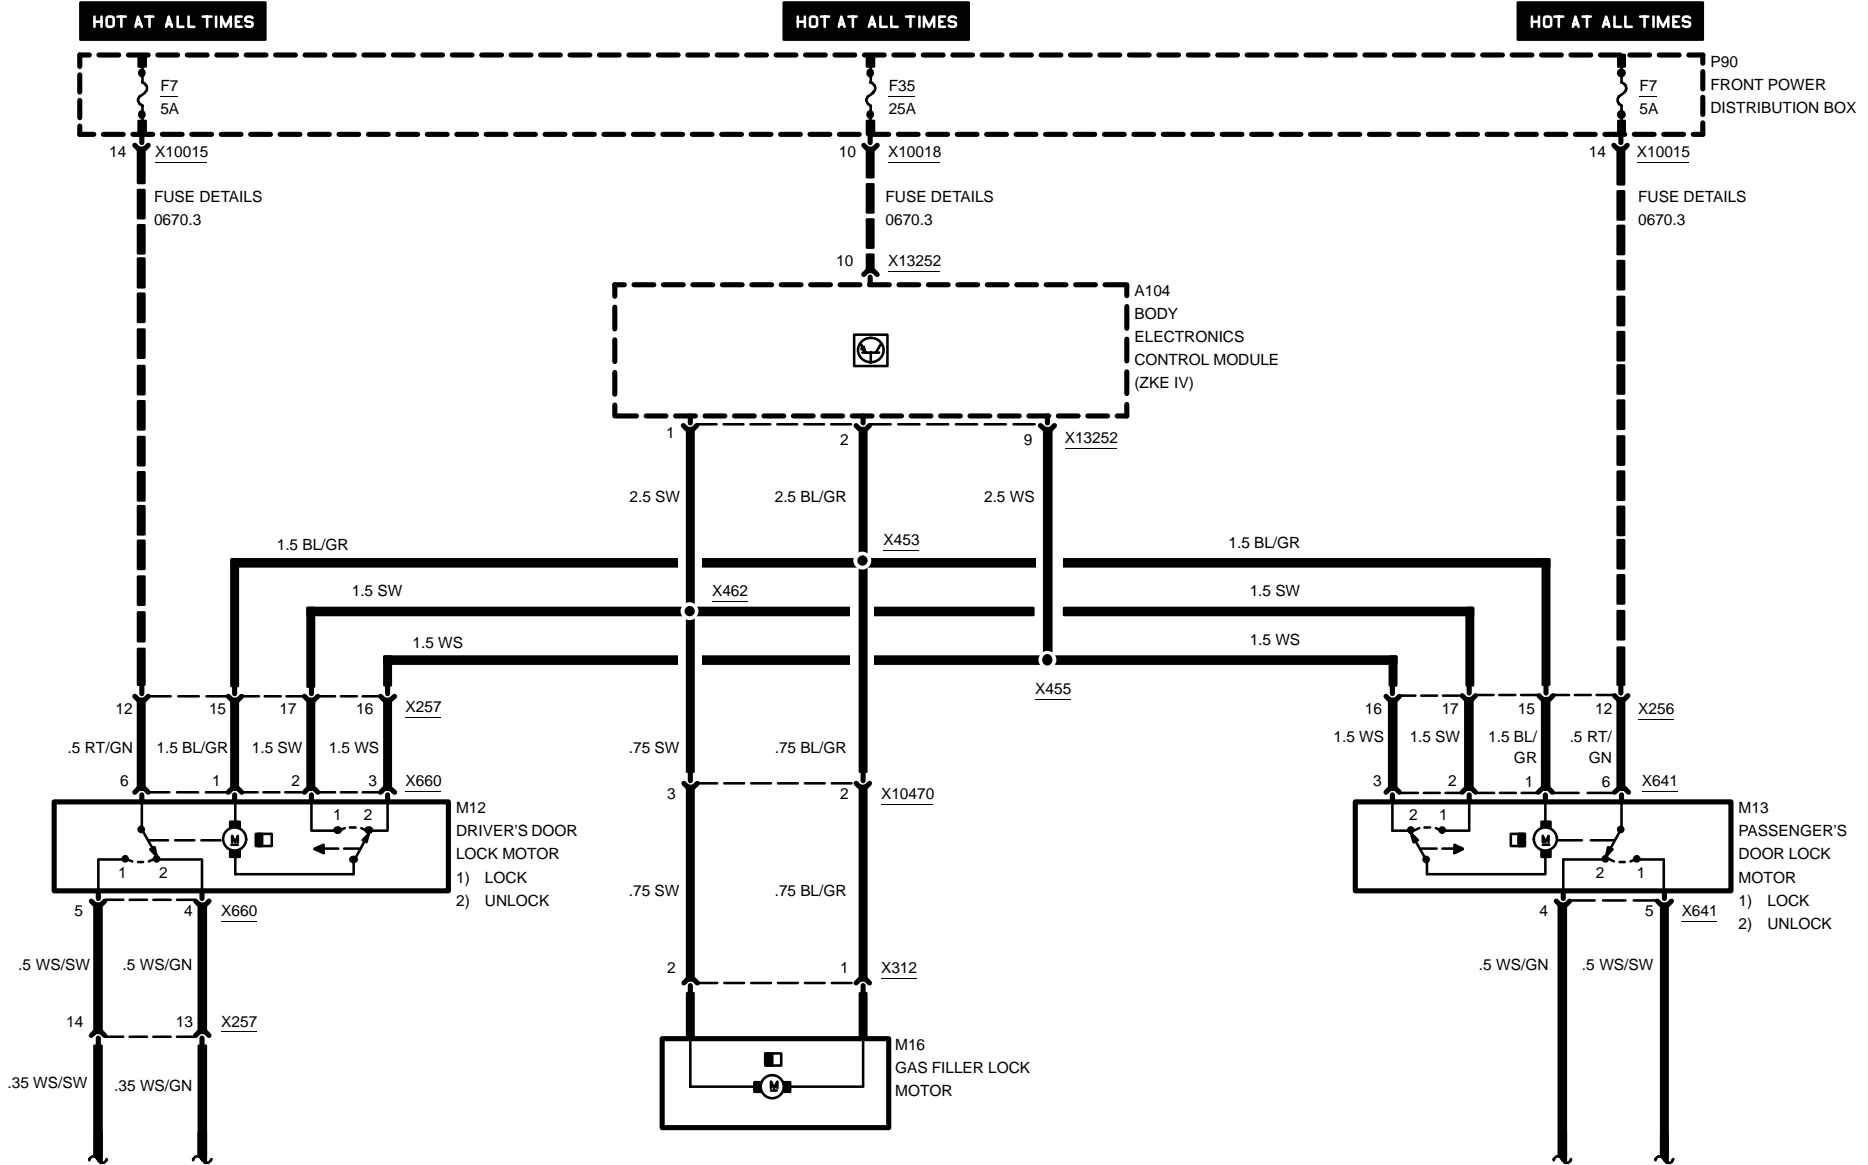 HOT AT ALL TIMES
HOT AT ALL TIMES
HOT AT ALL TIMES
F7
5A
F35
25A
F7
5A
P90
FRONT POWER
DISTRIBUTION BOX
14 X10015
10 X10018
14 X10015
FUSE DETAILS
0670.3
FUSE DETAILS
0670.3
FUSE DETAILS
0670.3
10 X13252
A104
BODY
ELECTRONICS
CONTROL MODULE
(ZKE IV)
1 2 9 X13252
2.5 SW 2.5 BL/GR 2.5 WS
1.5 BL/GR X453 1.5 BL/GR
1.5 SW X462 1.5 SW
1.5 WS 1.5 WS
X455
12 15 17 16 X257
16 17 15 12 X256
.5 RT/GN 1.5 BL/GR 1.5 SW 1.5 WS
.75 SW .75 BL/GR
1.5 WS 1.5 SW 1.5 BL/
GR
.5 RT/
GN
6 1 2 3 X660
3 2 X10470
3 2 1 6 X641
1 2
M
1 2
M12
DRIVER'S DOOR
LOCK MOTOR
1) LOCK
2) UNLOCK
2 1
M
2 1
M13
PASSENGER'S
DOOR LOCK
MOTOR
1) LOCK
2) UNLOCK
5 4 X660
.75 SW .75 BL/GR
4 5 X641
.5 WS/SW .5 WS/GN
2 1 X312
.5 WS/GN .5 WS/SW
14 13 X257
.35 WS/SW .35 WS/GN
M
M16
GAS FILLER LOCK
MOTOR